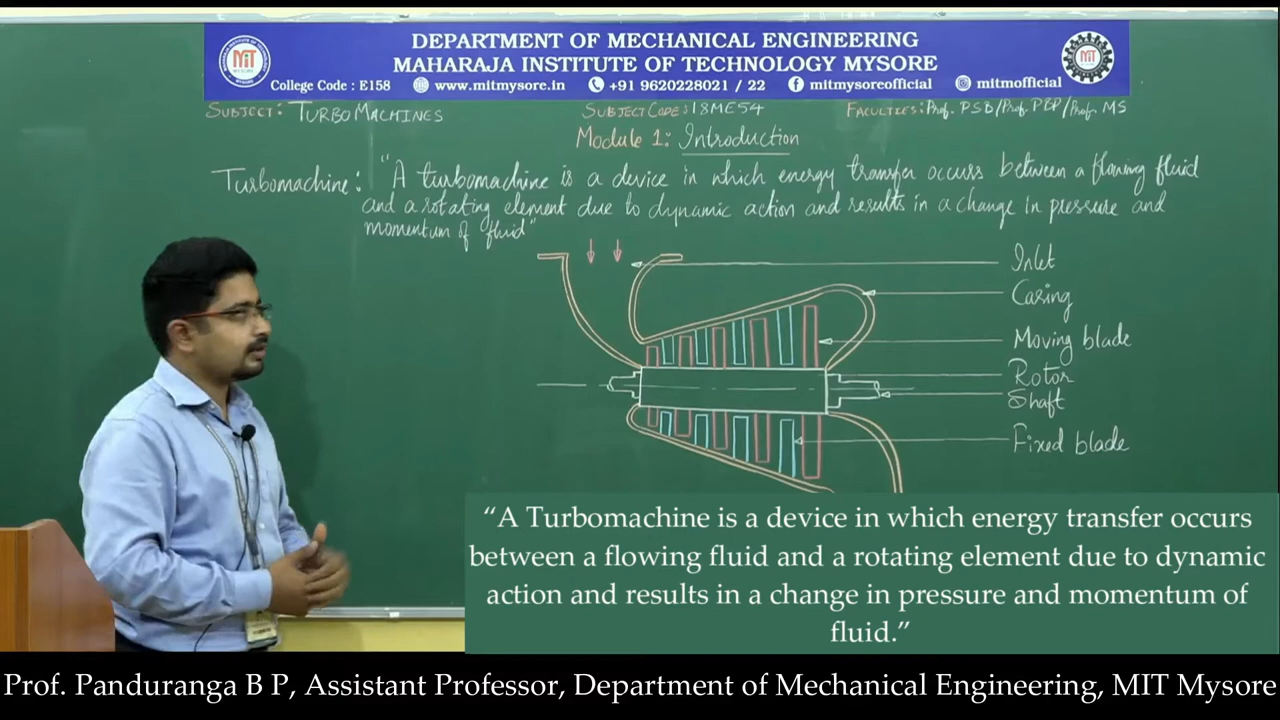 DEPARTMENT OF MECHANICAL ENGINEERING
MAHARAJA INSTITUTE OF TECHNOLOGY MYSORE
College Code : E158 www.mitmysore.in +91 9620228021 / 22 mitmysoreofficial mitmofficial
MIT
MYSORE
SUBJECT: TURBOMACHINES SUBJECT CODE: 18ME54 FACULTIES: Prof. PSB/Prof. PBP/Prof. MS
MODULE 1: Introduction
Turbomachine: "A turbomachine is a device in which energy transfer occurs between a flowing fluid
and a rotating element due to dynamic action and results in a change in pressure and
momentum of fluid"
Inlet
Casing
Moving blade
Rotor
Shaft
Fixed blade
“A Turbomachine is a device in which energy transfer occurs
between a flowing fluid and a rotating element due to dynamic
action and results in a change in pressure and momentum of
fluid.”
Prof. Panduranga B P, Assistant Professor, Department of Mechanical Engineering, MIT Mysore